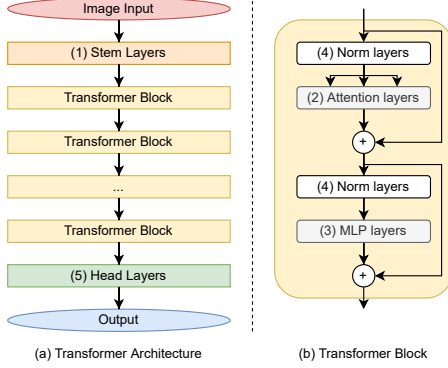 Image Input
(1) Stem Layers
Transformer Block
Transformer Block
...
Transformer Block
(5) Head Layers
Output
(a) Transformer Architecture
(4) Norm layers
(2) Attention layers
+
(4) Norm layers
(3) MLP layers
+
(b) Transformer Block